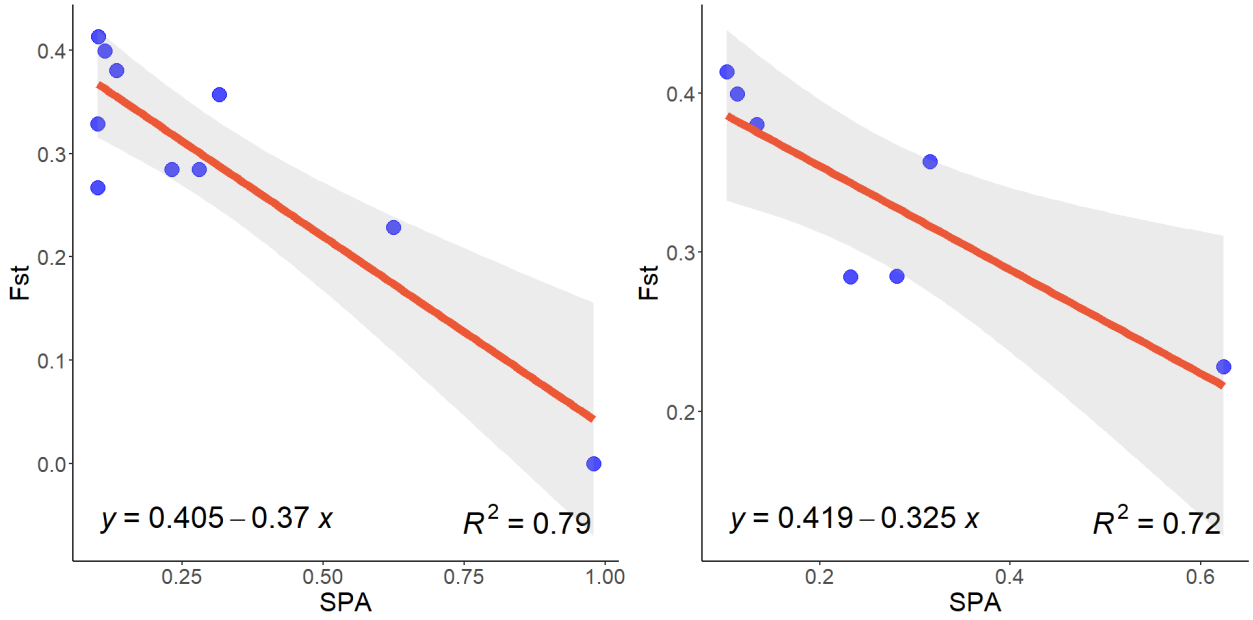 Fst
0.4
0.3
0.2
0.1
0.0
y = 0.405 – 0.37 x
R² = 0.79
0.25 0.50 0.75 1.00
SPA
Fst
0.4
0.3
0.2
y = 0.419 – 0.325 x
R² = 0.72
0.2 0.4 0.6
SPA